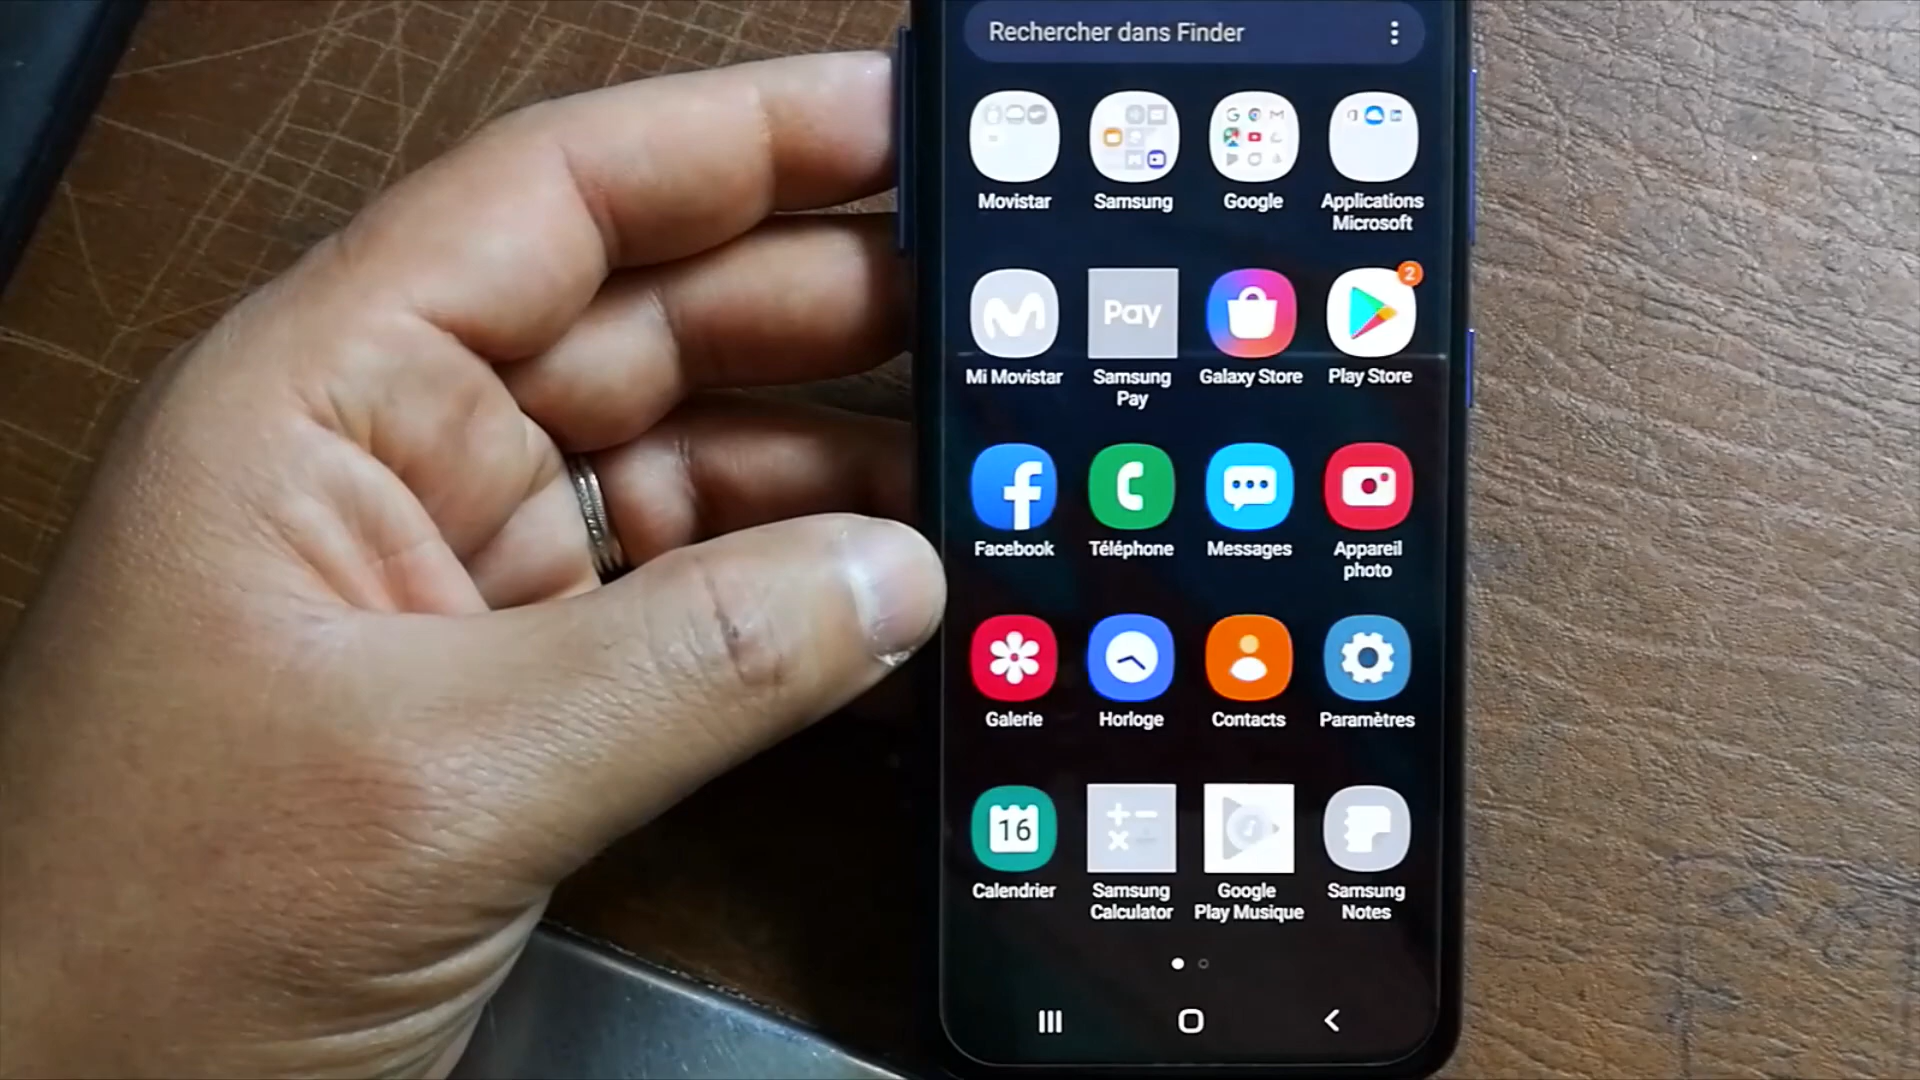 Rechercher dans Finder
Movistar
Samsung
Google
Applications
Microsoft
2
Pay
Mi Movistar
Samsung
Pay
Galaxy Store
Play Store
Facebook
Téléphone
Messages
Appareil
photo
Galerie
Horloge
Contacts
Paramètres
16
Calendrier
Samsung
Calculator
Google
Play Musique
Samsung
Notes